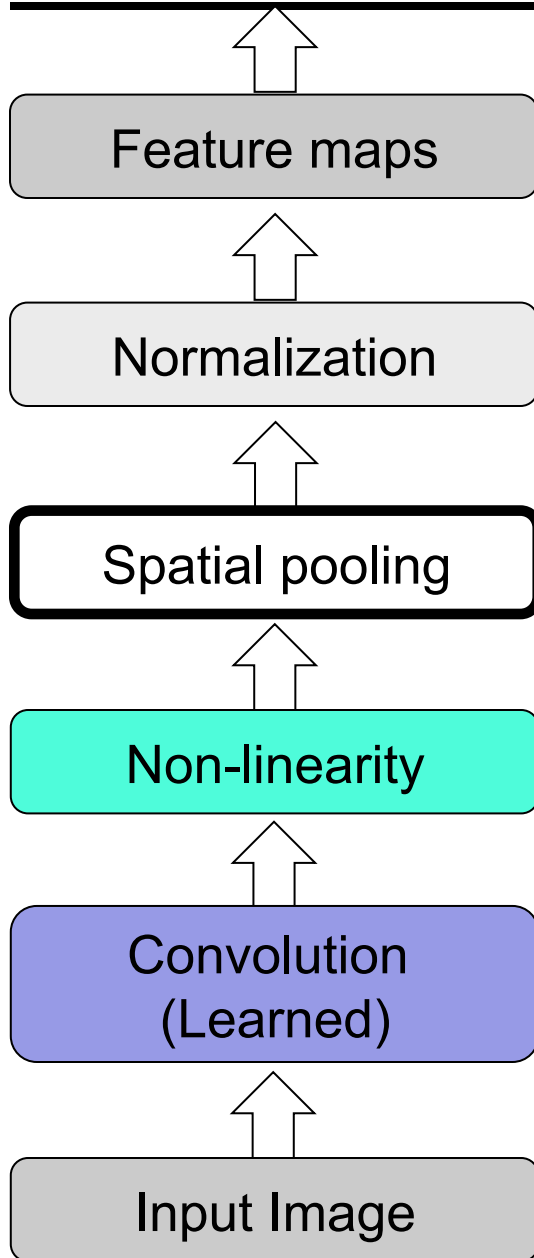 Feature maps
Normalization
Spatial pooling
Non-linearity
Convolution
(Learned)
Input Image